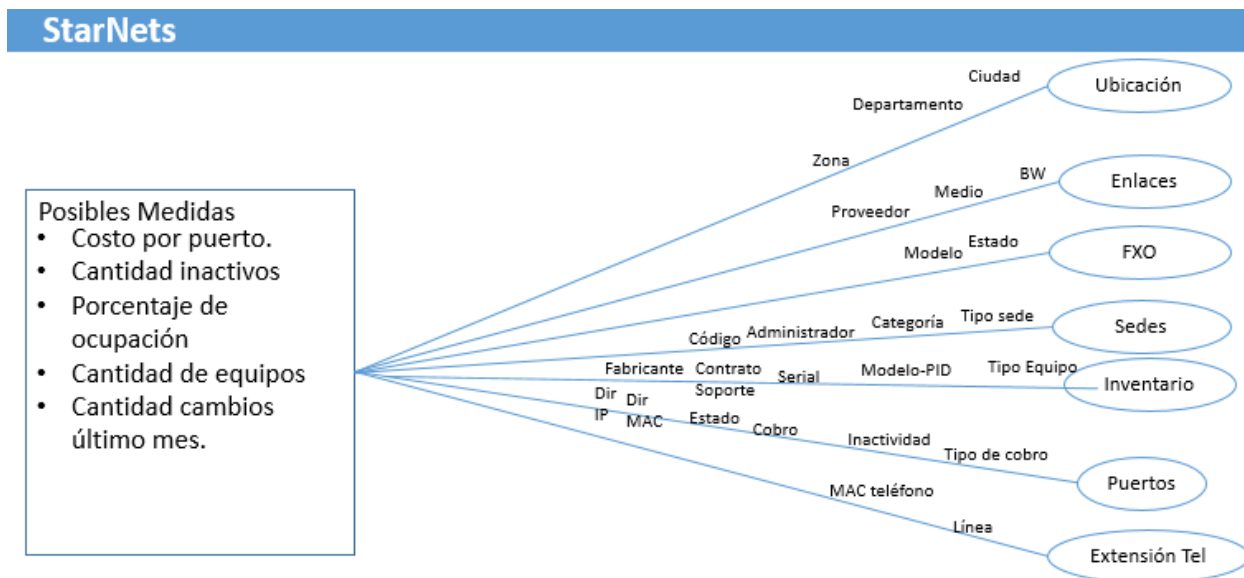 StarNets
Posibles Medidas
• Costo por puerto.
• Cantidad inactivos
• Porcentaje de
ocupación
• Cantidad de equipos
• Cantidad cambios
último mes.
Zona
Departamento
Ciudad
Ubicación
Proveedor
Medio
BW
Enlaces
Modelo
Estado
FXO
Código
Administrador
Categoría
Tipo sede
Sedes
Fabricante
Contrato
Soporte
Serial
Modelo-PID
Tipo Equipo
Inventario
Dir
IP
Dir
MAC
Estado
Cobro
Inactividad
Tipo de cobro
Puertos
MAC teléfono
Línea
Extensión Tel